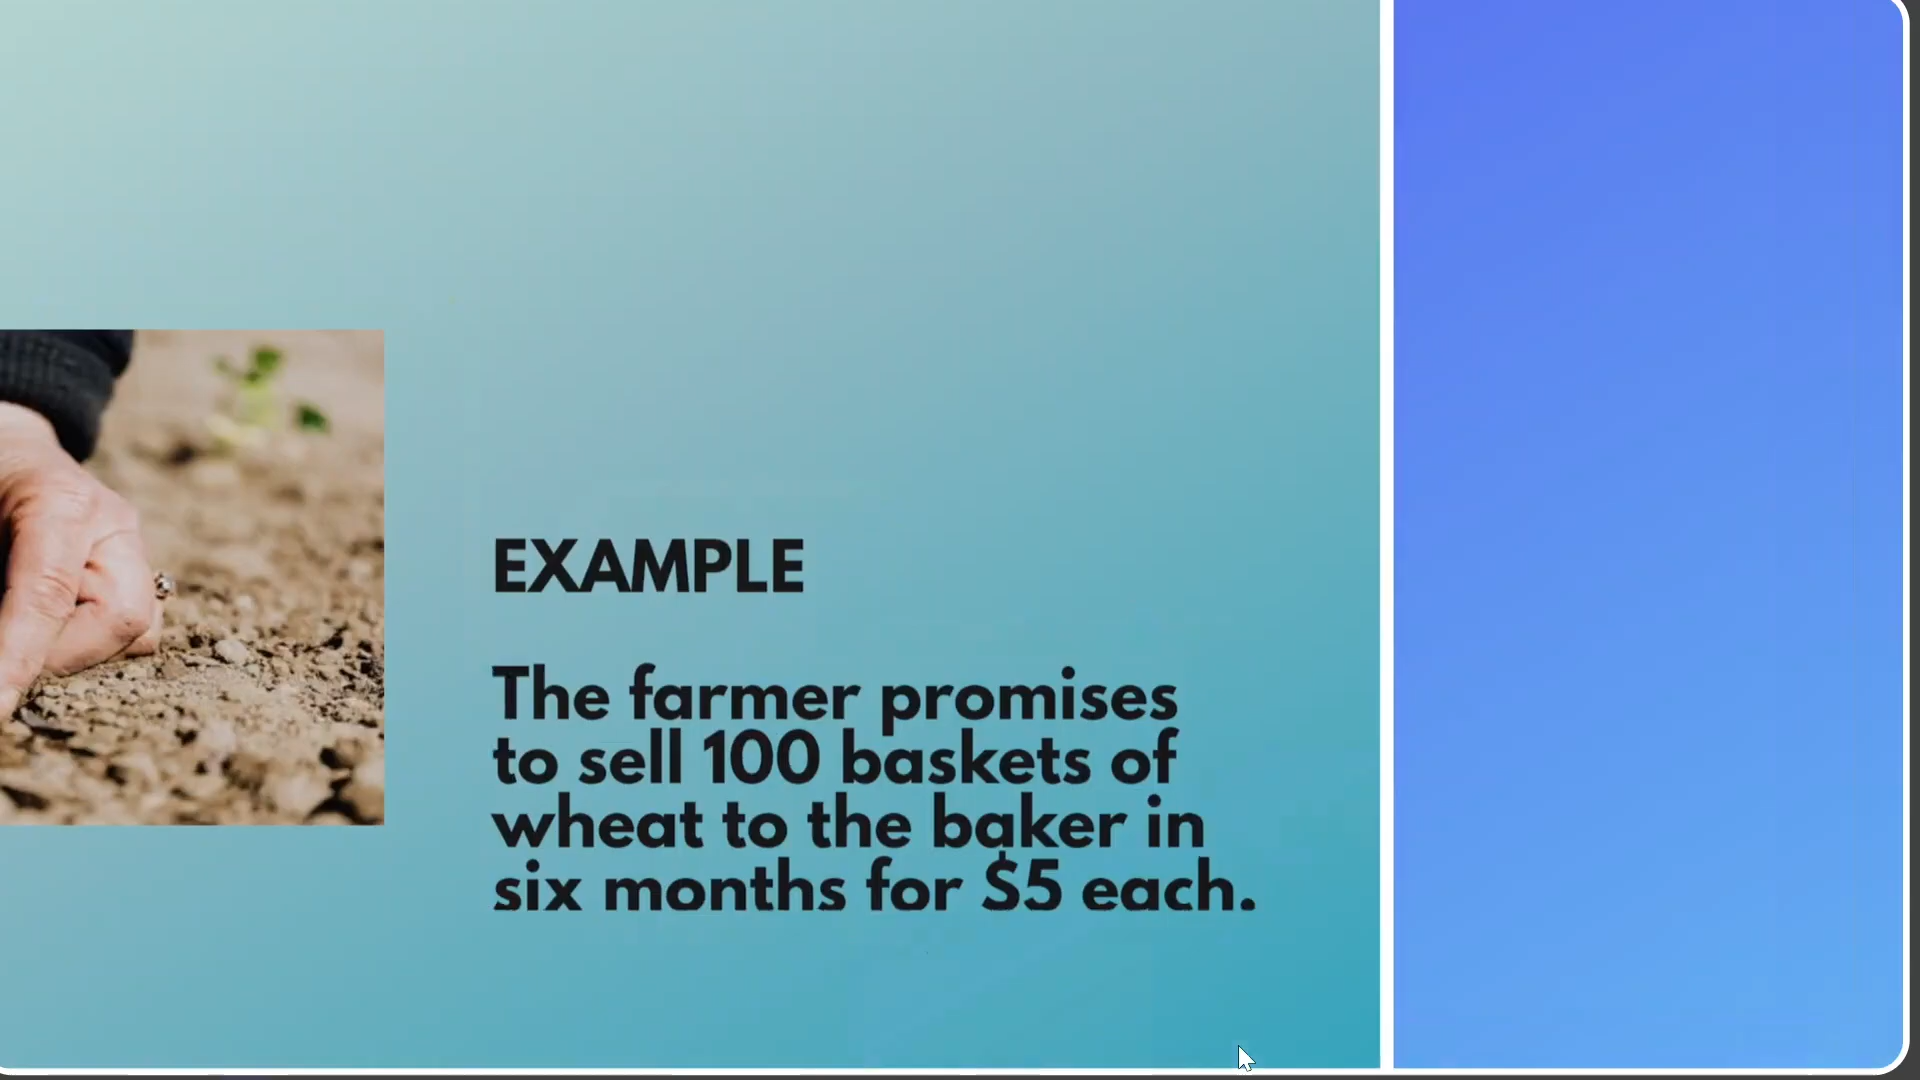 EXAMPLE
The farmer promises
to sell 100 baskets of
wheat to the baker in
six months for $5 each.